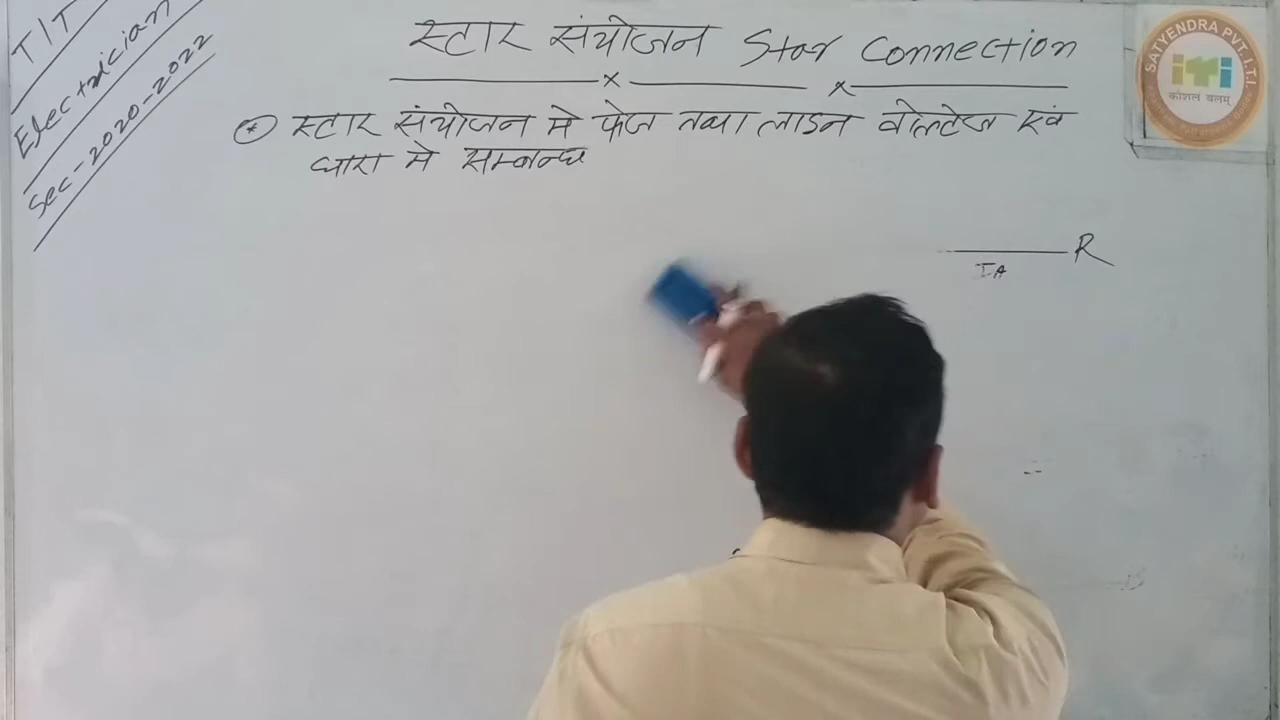 TIT
Electrician
Sec-2020-2022
स्टार संयोजन Star Connection
स्टार संयोजन मे फेज तथा लाइन वोल्टेज एवं
धारा मे सम्बन्ध
R
IA
SATYENDRA PVT. I.T.I.
iTi
कौशल बलम्